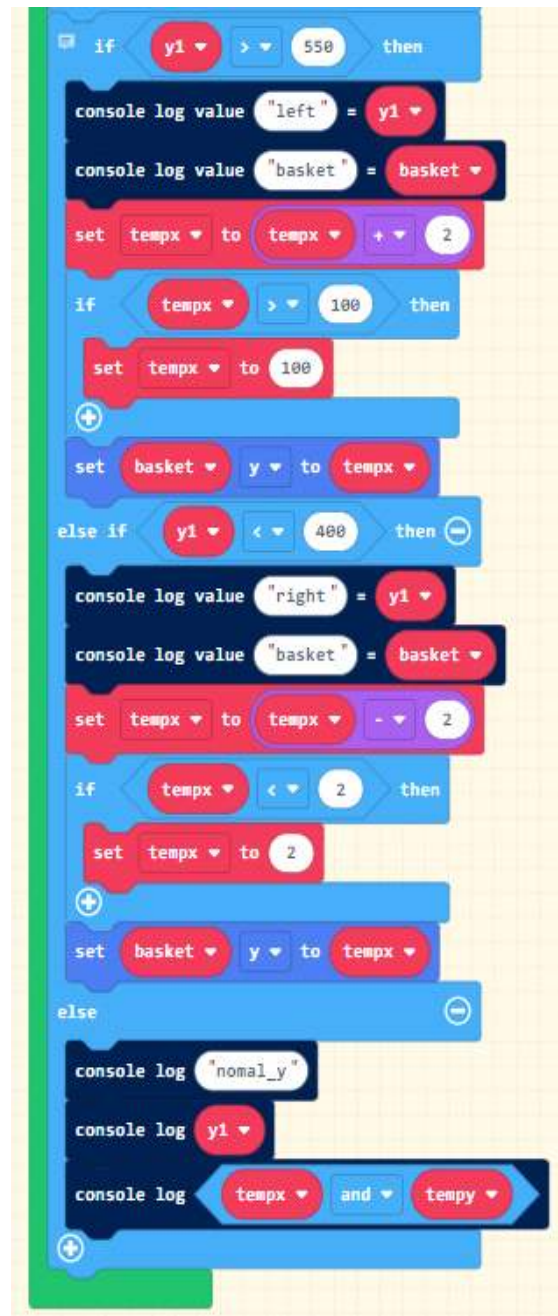 if y1 > 550 then
console log value "left" = y1
console log value "basket" = basket
set tempx to tempx + 2
if tempx > 100 then
set tempx to 100
set basket y to tempx
else if y1 < 400 then
console log value "right" = y1
console log value "basket" = basket
set tempx to tempx - 2
if tempx < 2 then
set tempx to 2
set basket y to tempx
else
console log "nomal_y"
console log y1
console log tempx and tempy